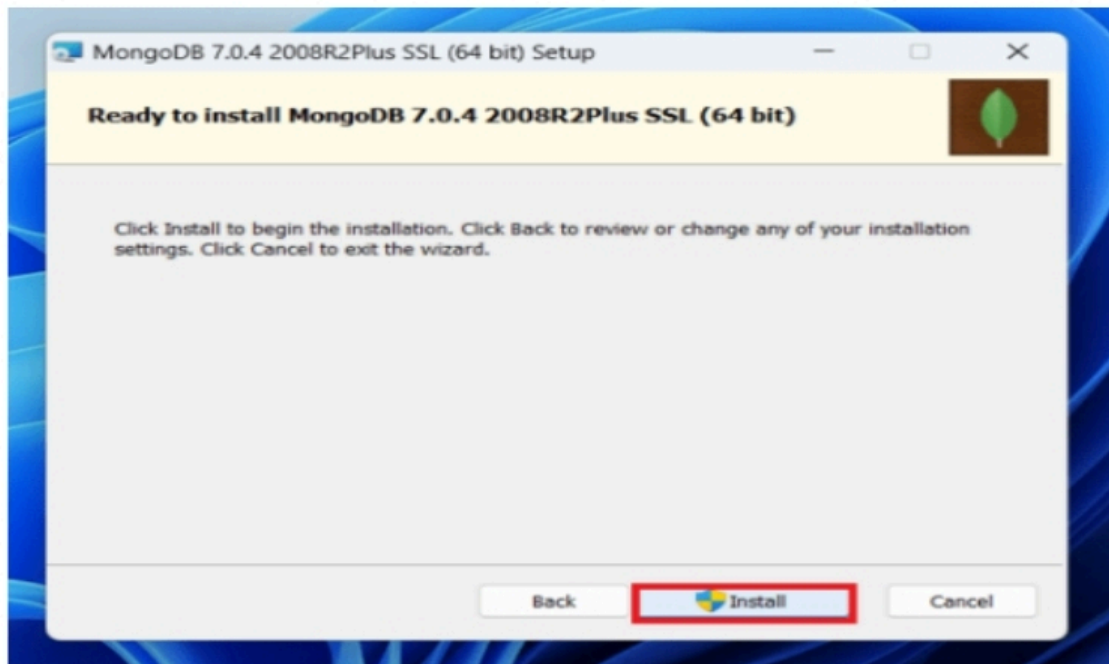 MongoDB 7.0.4 2008R2Plus SSL (64 bit) Setup
Ready to install MongoDB 7.0.4 2008R2Plus SSL (64 bit)
Click Install to begin the installation. Click Back to review or change any of your installation
settings. Click Cancel to exit the wizard.
Back Install Cancel